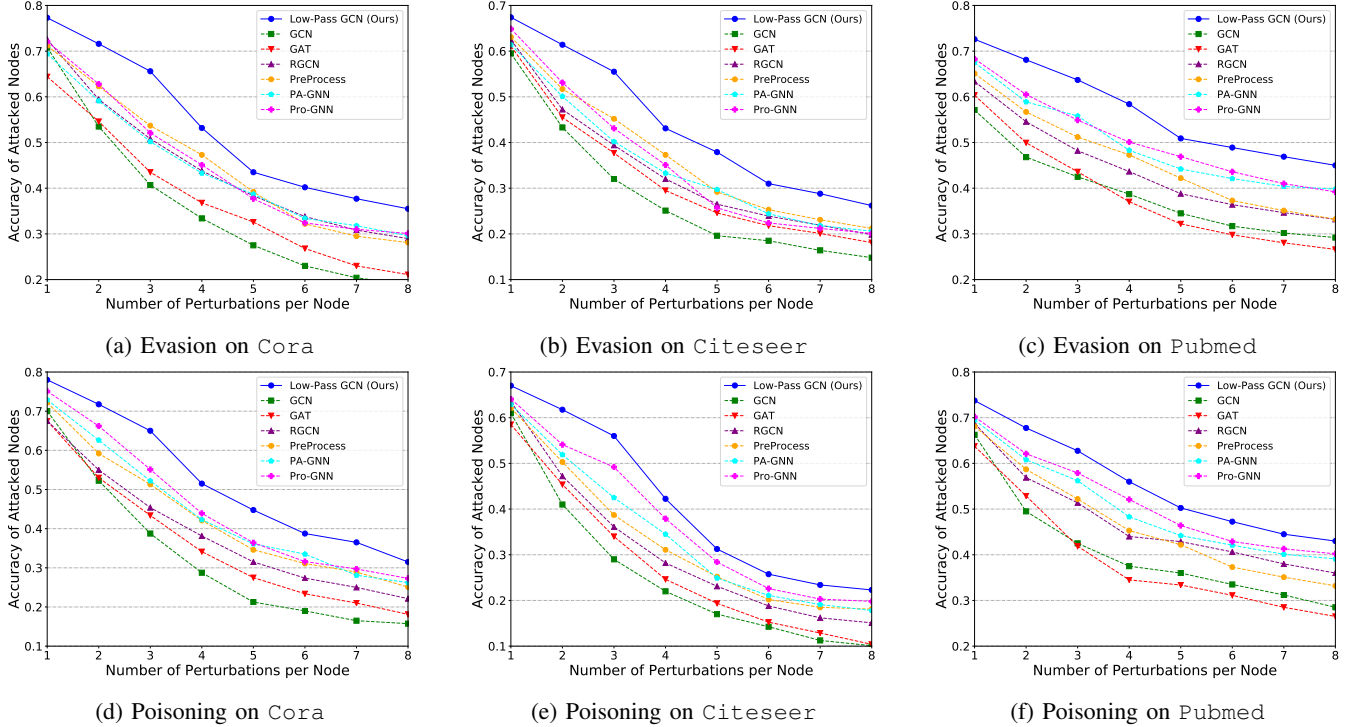 0.8
0.7
0.6
0.5
0.4
0.3
0.2
1 2 3 4 5 6 7 8
Accuracy of Attacked Nodes
Number of Perturbations per Node
Low-Pass GCN (Ours)
GCN
GAT
RGCN
PreProcess
PA-GNN
Pro-GNN
(a) Evasion on Cora
0.7
0.6
0.5
0.4
0.3
0.2
0.1
1 2 3 4 5 6 7 8
Accuracy of Attacked Nodes
Number of Perturbations per Node
Low-Pass GCN (Ours)
GCN
GAT
RGCN
PreProcess
PA-GNN
Pro-GNN
(b) Evasion on Citeseer
0.8
0.7
0.6
0.5
0.4
0.3
0.2
1 2 3 4 5 6 7 8
Accuracy of Attacked Nodes
Number of Perturbations per Node
Low-Pass GCN (Ours)
GCN
GAT
RGCN
PreProcess
PA-GNN
Pro-GNN
(c) Evasion on Pubmed
0.8
0.7
0.6
0.5
0.4
0.3
0.2
0.1
1 2 3 4 5 6 7 8
Accuracy of Attacked Nodes
Number of Perturbations per Node
Low-Pass GCN (Ours)
GCN
GAT
RGCN
PreProcess
PA-GNN
Pro-GNN
(d) Poisoning on Cora
0.7
0.6
0.5
0.4
0.3
0.2
0.1
1 2 3 4 5 6 7 8
Accuracy of Attacked Nodes
Number of Perturbations per Node
Low-Pass GCN (Ours)
GCN
GAT
RGCN
PreProcess
PA-GNN
Pro-GNN
(e) Poisoning on Citeseer
0.8
0.7
0.6
0.5
0.4
0.3
0.2
1 2 3 4 5 6 7 8
Accuracy of Attacked Nodes
Number of Perturbations per Node
Low-Pass GCN (Ours)
GCN
GAT
RGCN
PreProcess
PA-GNN
Pro-GNN
(f) Poisoning on Pubmed